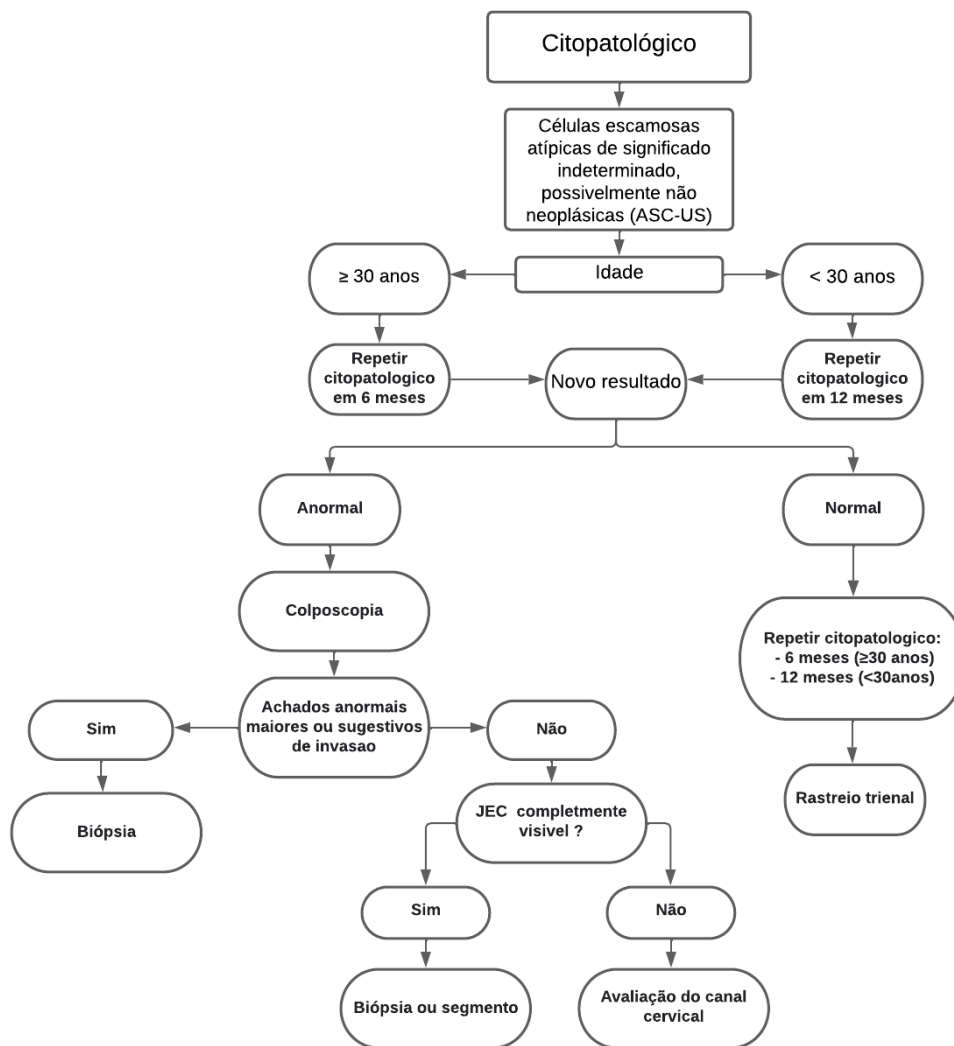 Citopatológico
Células escamosas
atípicas de significado
indeterminado,
possivelmente não
neoplásicas (ASC-US)
≥ 30 anos
Idade
< 30 anos
Repetir
citopatologico
em 6 meses
Novo resultado
Repetir
citopatologico
em 12 meses
Anormal
Normal
Colposcopia
Repetir citopatologico:
- 6 meses (≥30 anos)
- 12 meses (<30anos)
Sim
Achados anormais
maiores ou sugestivos
de invasao
Não
Biópsia
JEC completmente
visivel ?
Rastreio trienal
Sim
Não
Biópsia ou segmento
Avaliação do canal
cervical